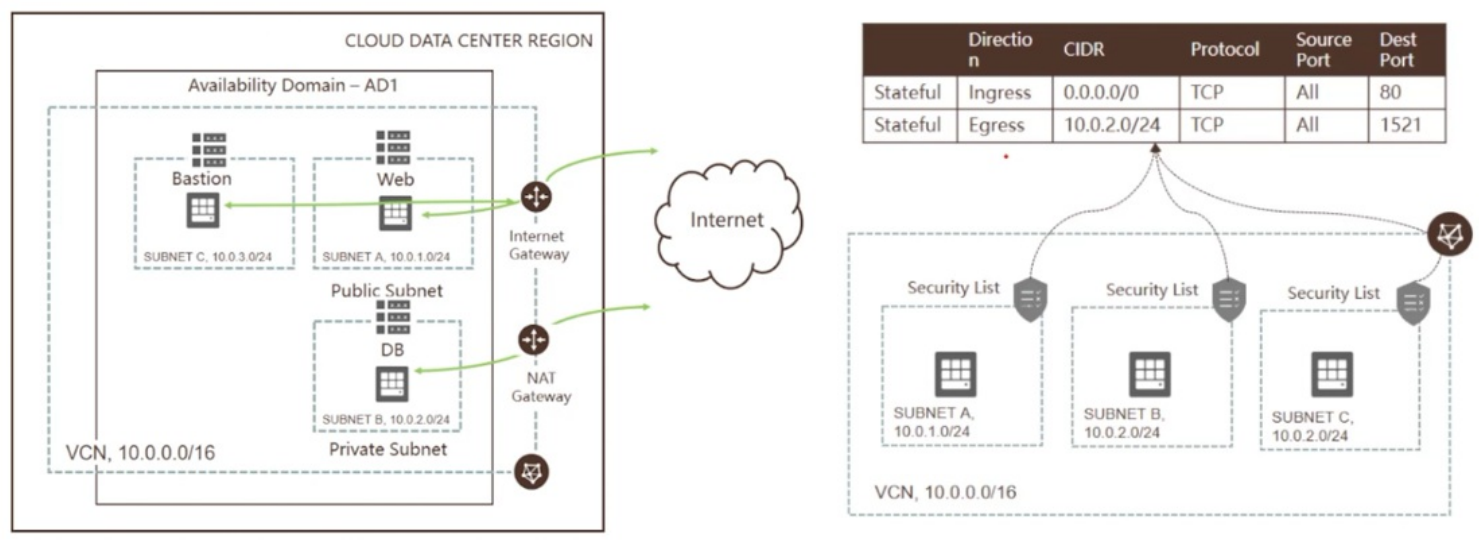 CLOUD DATA CENTER REGION
Availability Domain – AD1
Bastion
SUBNET C, 10.0.3.0/24
Web
SUBNET A, 10.0.1.0/24
Public Subnet
DB
SUBNET B, 10.0.2.0/24
Private Subnet
VCN, 10.0.0.0/16
Internet
Gateway
NAT
Gateway
Internet
Directio
n
CIDR
Protocol
Source
Port
Dest
Port
Stateful Ingress 0.0.0.0/0 TCP All 80
Stateful Egress 10.0.2.0/24 TCP All 1521
Security List
SUBNET A,
10.0.1.0/24
Security List
SUBNET B,
10.0.2.0/24
Security List
SUBNET C,
10.0.2.0/24
VCN, 10.0.0.0/16